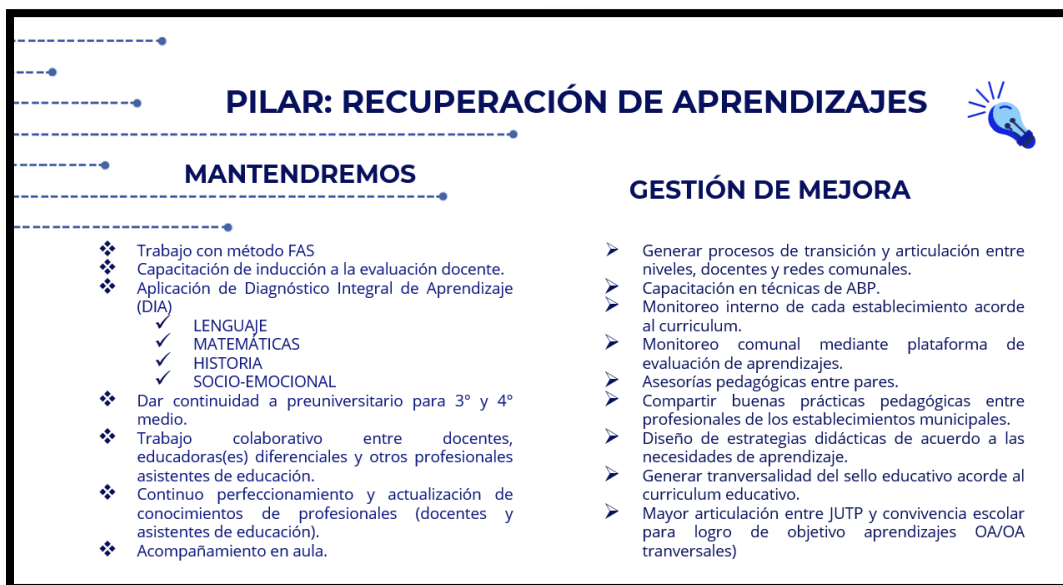 PILAR: RECUPERACIÓN DE APRENDIZAJES
MANTENDREMOS
Trabajo con método FAS
Capacitación de inducción a la evaluación docente.
Aplicación de Diagnóstico Integral de Aprendizaje
(DIA)
LENGUAJE
MATEMÁTICAS
HISTORIA
SOCIO-EMOCIONAL
Dar continuidad a preuniversitario para 3° y 4°
medio.
Trabajo colaborativo entre docentes,
educadoras(es) diferenciales y otros profesionales
asistentes de educación.
Continuo perfeccionamiento y actualización de
conocimientos de profesionales (docentes y
asistentes de educación).
Acompañamiento en aula.
GESTIÓN DE MEJORA
Generar procesos de transición y articulación entre
niveles, docentes y redes comunales.
Capacitación en técnicas de ABP.
Monitoreo interno de cada establecimiento acorde
al curriculum.
Monitoreo comunal mediante plataforma de
evaluación de aprendizajes.
Asesorías pedagógicas entre pares.
Compartir buenas prácticas pedagógicas entre
profesionales de los establecimientos municipales.
Diseño de estrategias didácticas de acuerdo a las
necesidades de aprendizaje.
Generar tranversalidad del sello educativo acorde al
curriculum educativo.
Mayor articulación entre JUTP y convivencia escolar
para logro de objetivo aprendizajes OA/OA
tranversales)